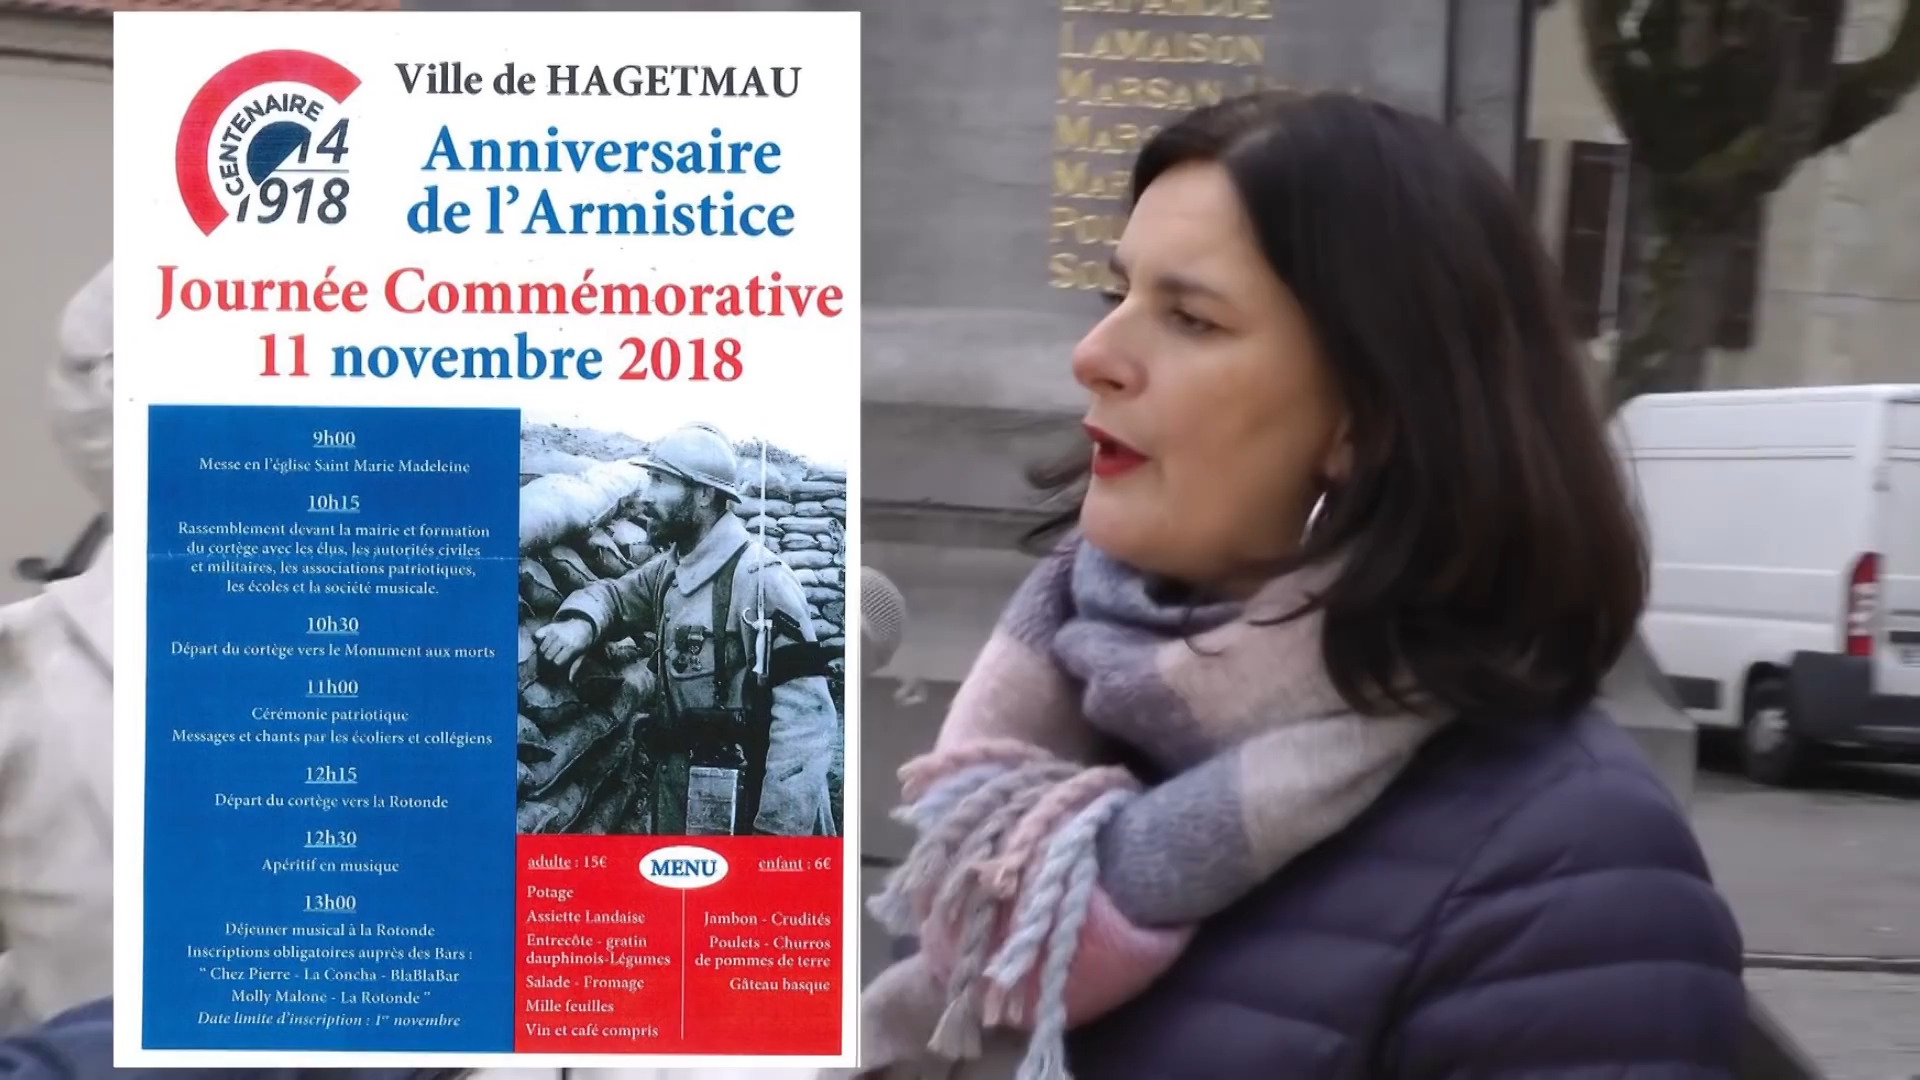 CENTENAIRE
14
1918
Ville de HAGETMAU
Anniversaire
de l'Armistice
Journée Commémorative
11 novembre 2018
9h00
Messe en l'église Saint Marie Madeleine
10h15
Rassemblement devant la mairie et formation
du cortège avec les élus, les autorités civiles
et militaires, les associations patriotiques,
les écoles et la société musicale.
10h30
Départ du cortège vers le Monument aux morts
11h00
Cérémonie patriotique
Messages et chants par les écoliers et collégiens
12h15
Départ du cortège vers la Rotonde
12h30
Apéritif en musique
13h00
Déjeuner musical à la Rotonde
Inscriptions obligatoires auprès des Bars :
" Chez Pierre - La Concha - BlaBlaBar
Molly Malone - La Rotonde "
Date limite d'inscription : 1er novembre
MENU
adulte : 15€
Potage
Assiette Landaise
Entrecôte - gratin
dauphinois-Légumes
Salade - Fromage
Mille feuilles
Vin et café compris
enfant : 6€
Jambon - Crudités
Poulets - Churros
de pommes de terre
Gâteau basque
LAMAISON
MARSAN